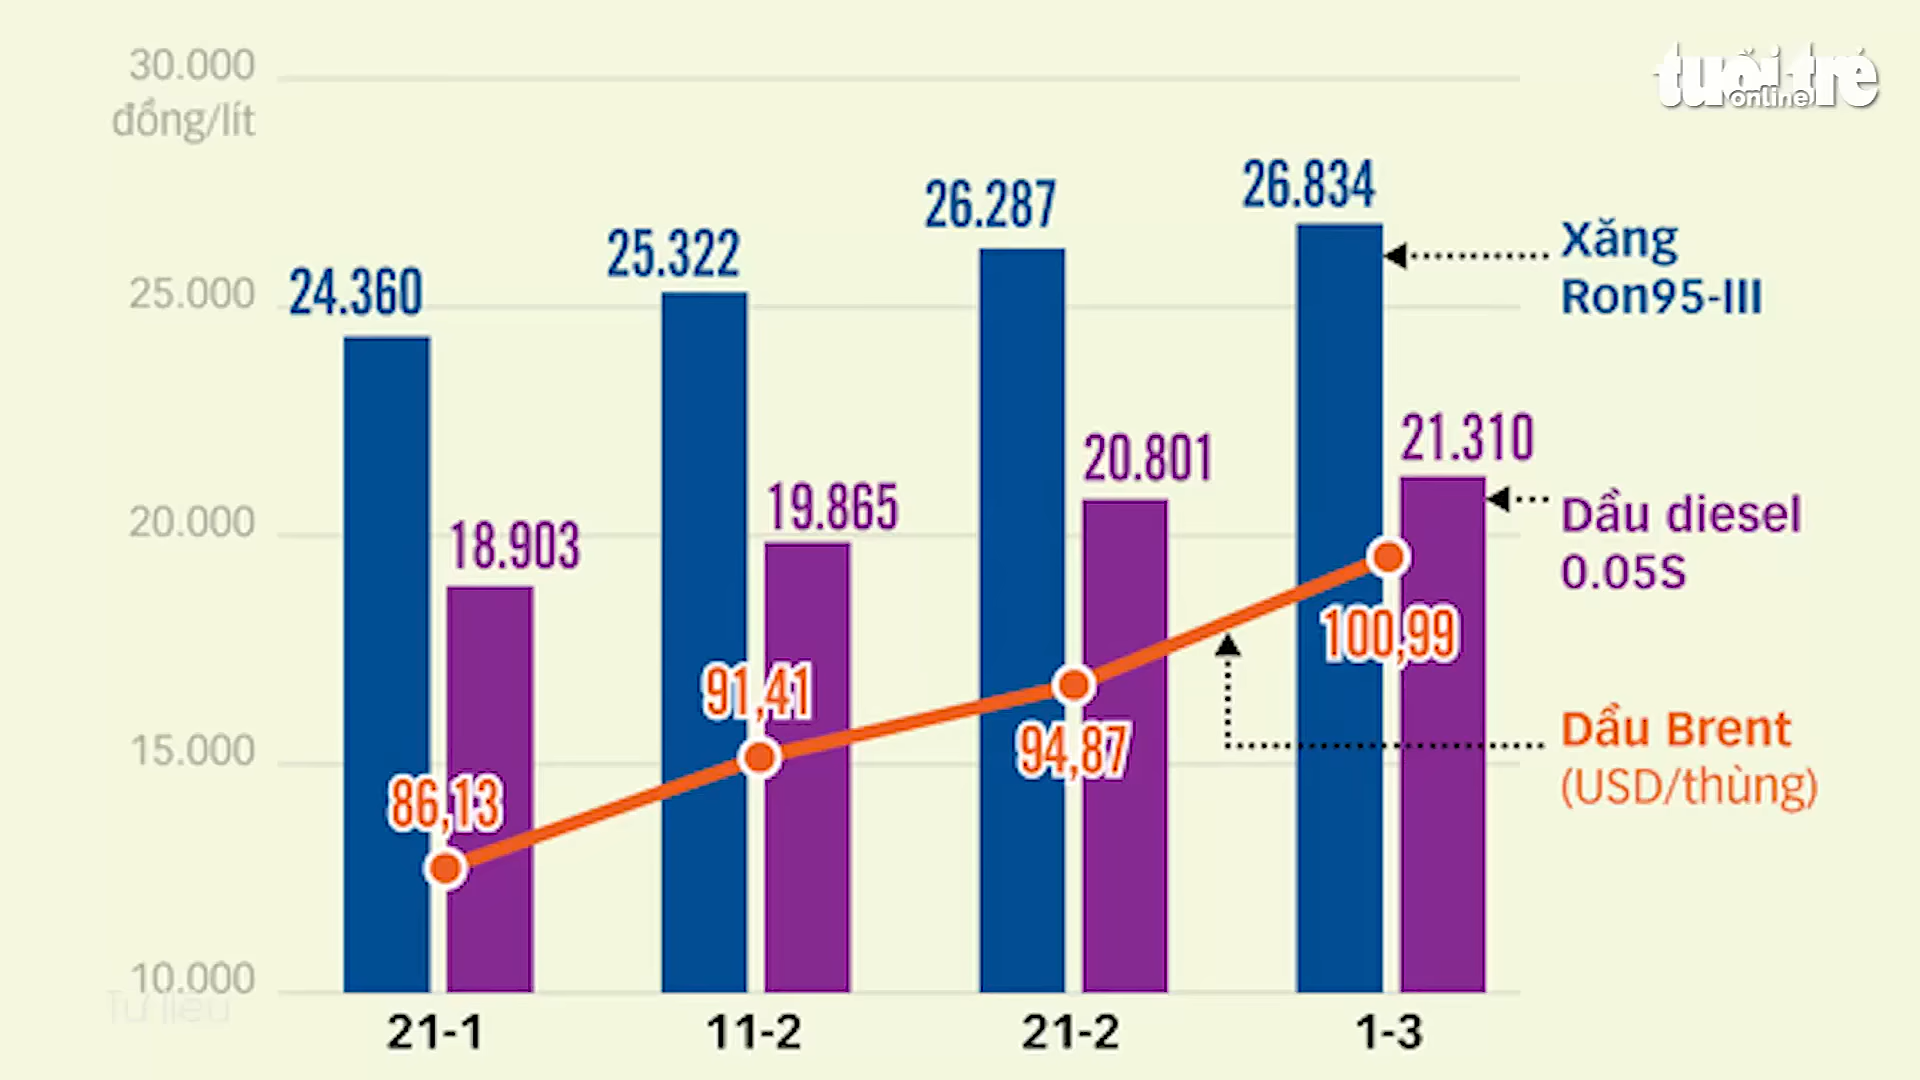 30.000
đồng/lít
25.000
20.000
15.000
10.000
Tư liệu
tuổi trẻ
online
24.360
25.322
26.287
26.834
18.903
19.865
20.801
21.310
86,13
91,41
94,87
100,99
Xăng
Ron95-III
Dầu diesel
0.05S
Dầu Brent
(USD/thùng)
21-1
11-2
21-2
1-3